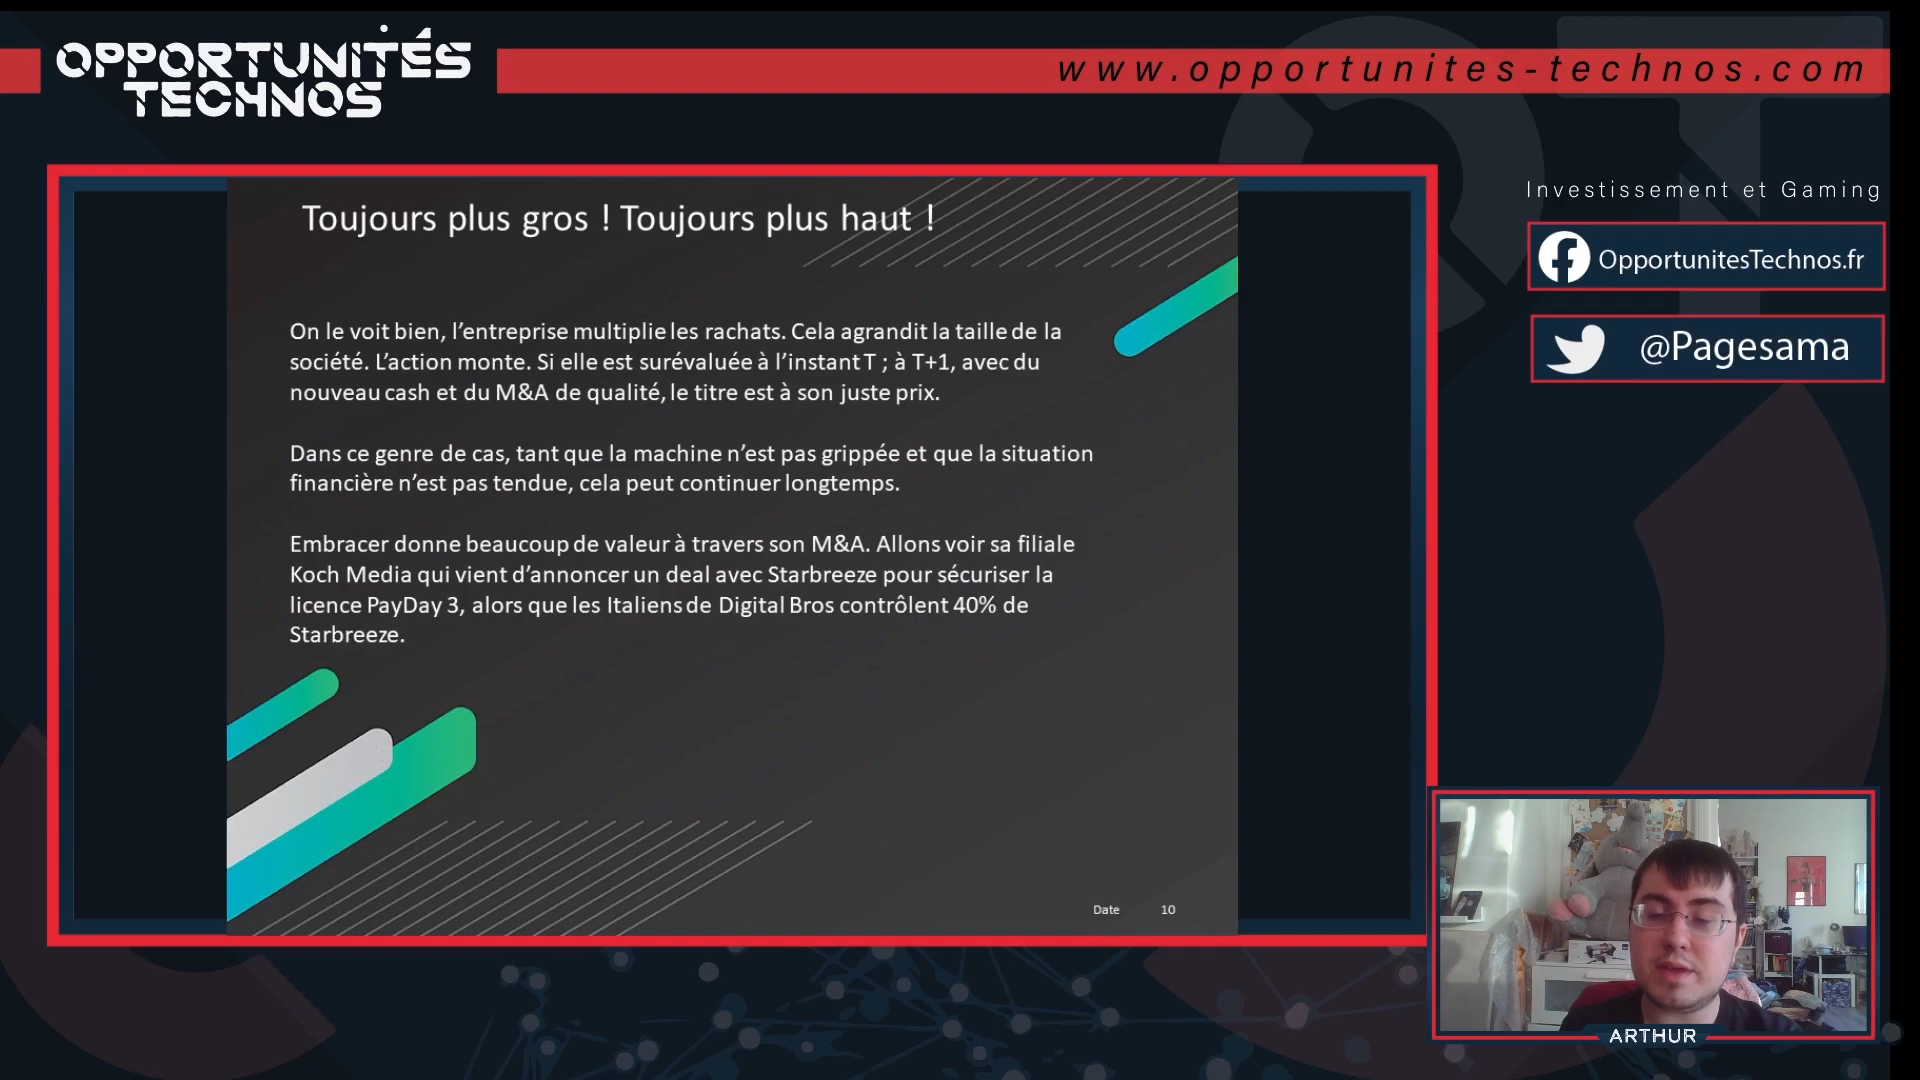 OPPORTUNITÉS
TECHNOS
www.opportunites-technos.com
Investissement et Gaming
OpportunitesTechnos.fr
@Pagesama
Toujours plus gros ! Toujours plus haut !
On le voit bien, l’entreprise multiplie les rachats. Cela agrandit la taille de la
société. L’action monte. Si elle est surévaluée à l’instant T ; à T+1, avec du
nouveau cash et du M&A de qualité, le titre est à son juste prix.
Dans ce genre de cas, tant que la machine n’est pas grippée et que la situation
financière n’est pas tendue, cela peut continuer longtemps.
Embracer donne beaucoup de valeur à travers son M&A. Allons voir sa filiale
Koch Media qui vient d’annoncer un deal avec Starbreeze pour sécuriser la
licence PayDay 3, alors que les Italiens de Digital Bros contrôlent 40% de
Starbreeze.
Date 10
ARTHUR